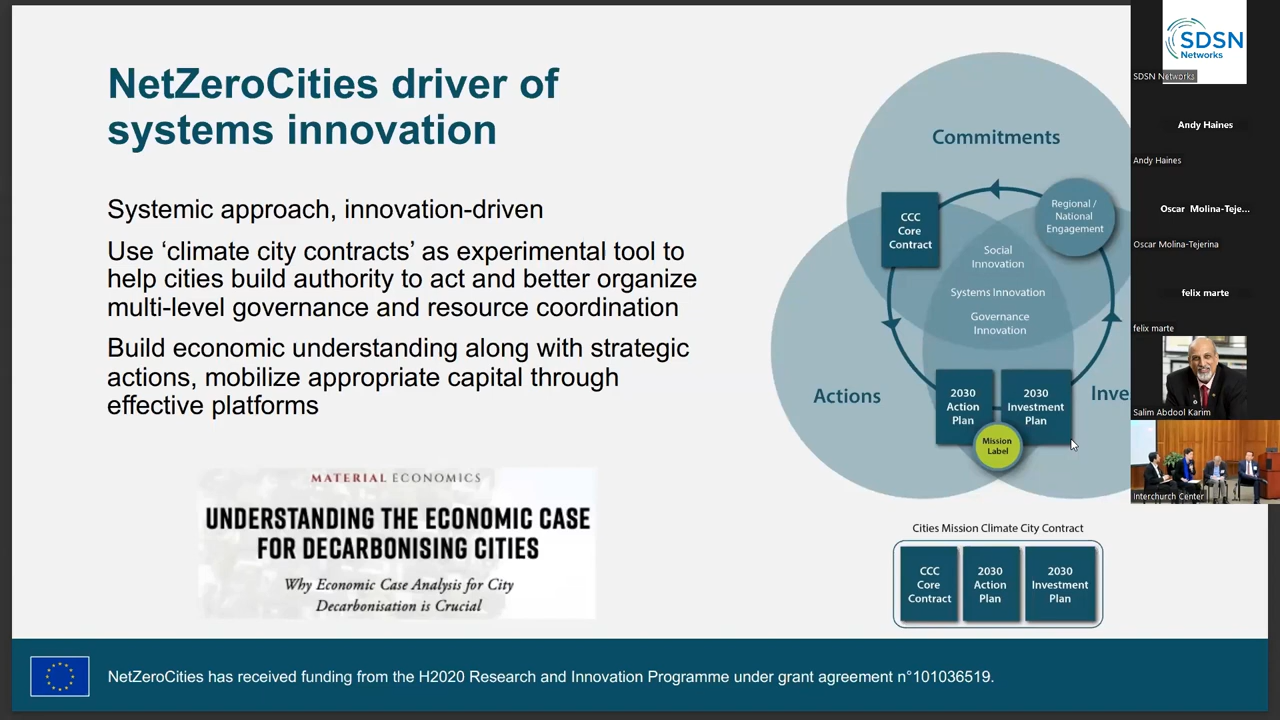 NetZeroCities driver of
systems innovation
Systemic approach, innovation-driven
Use ‘climate city contracts’ as experimental tool to
help cities build authority to act and better organize
multi-level governance and resource coordination
Build economic understanding along with strategic
actions, mobilize appropriate capital through
effective platforms
MATERIAL ECONOMICS
UNDERSTANDING THE ECONOMIC CASE
FOR DECARBONISING CITIES
Why Economic Case Analysis for City
Decarbonisation is Crucial
Commitments
CCC
Core
Contract
Regional /
National
Engagement
Social
Innovation
Systems Innovation
Governance
Innovation
Actions
2030
Action
Plan
2030
Investment
Plan
Inve
Mission
Label
Cities Mission Climate City Contract
CCC
Core
Contract
2030
Action
Plan
2030
Investment
Plan
NetZeroCities has received funding from the H2020 Research and Innovation Programme under grant agreement n°101036519.
SDSN
Networks
SDSN Networks
Andy Haines
Andy Haines
Oscar Molina-Teje...
Oscar Molina-Tejerina
felix marte
felix marte
Salim Abdool Karim
Interchurch Center